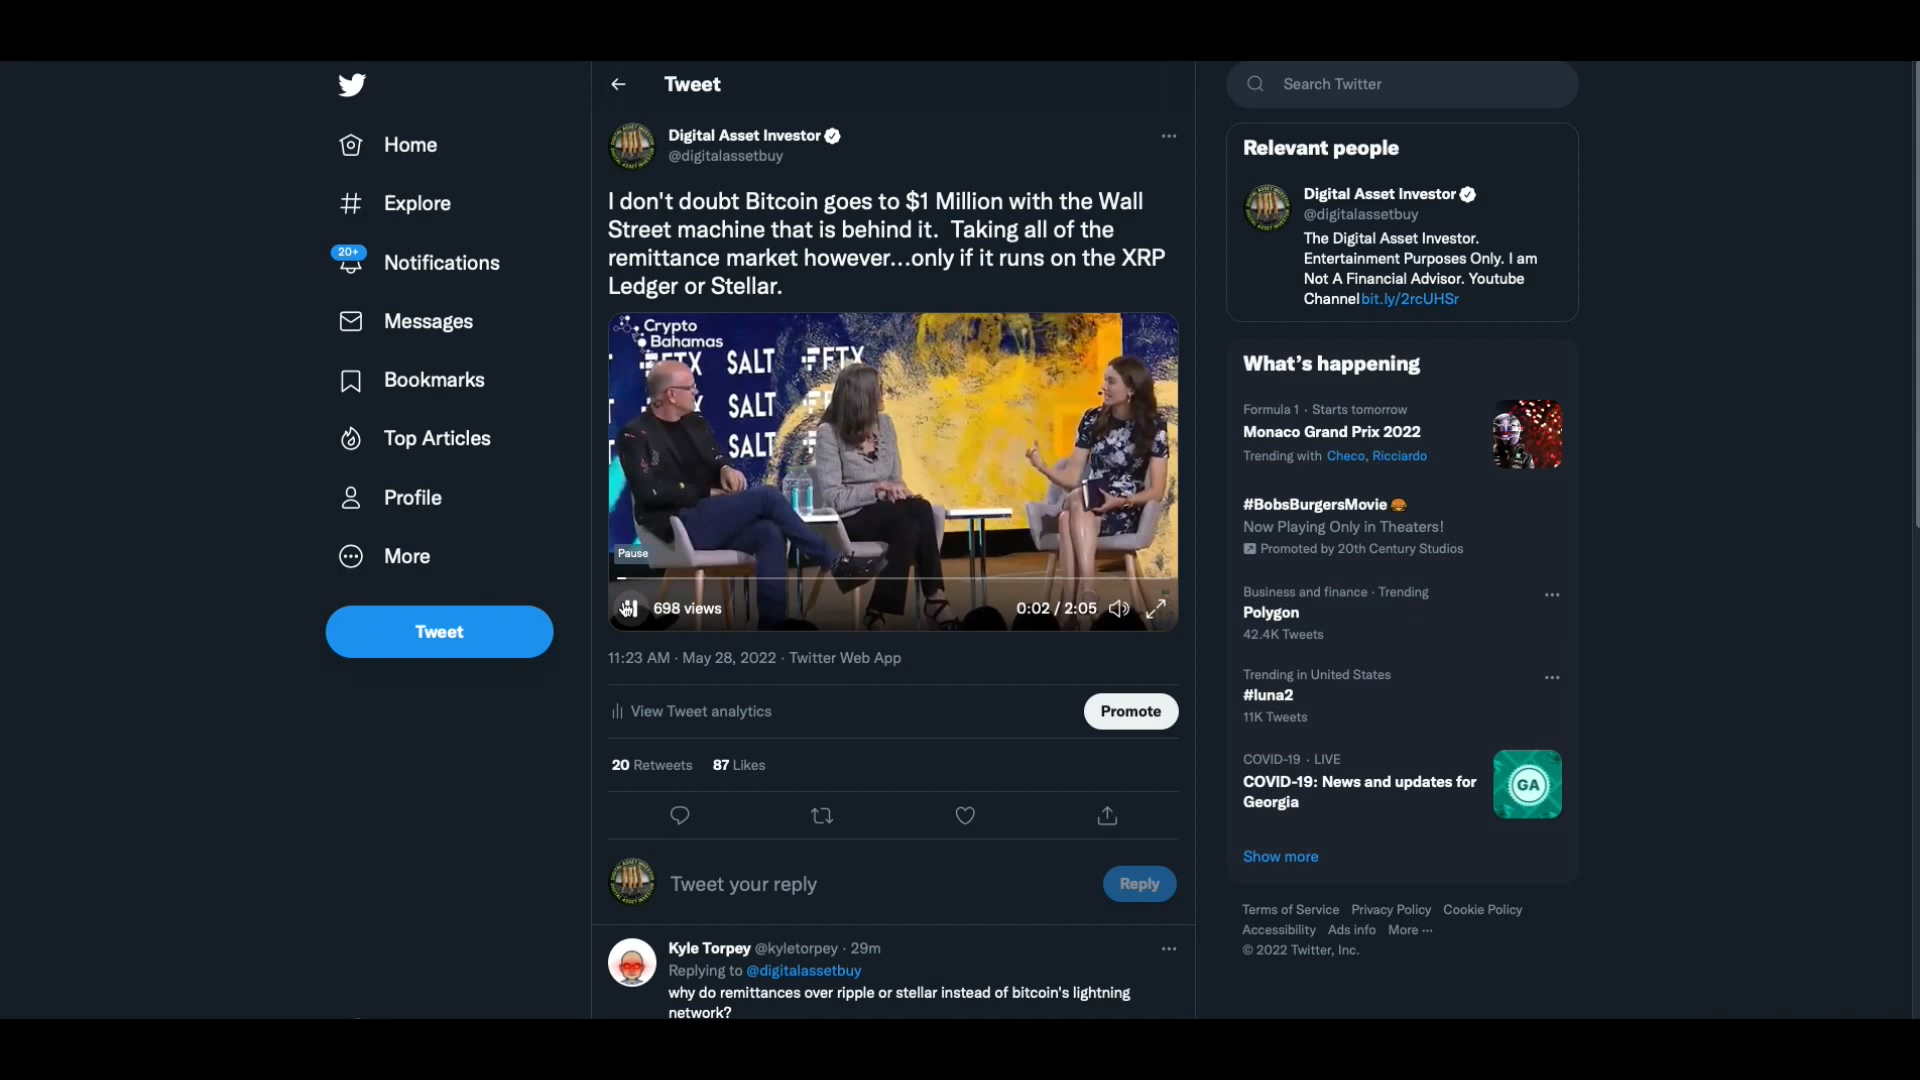 Tweet
Search Twitter
Home
Explore
20+
Notifications
Messages
Bookmarks
Top Articles
Profile
More
Tweet
Digital Asset Investor
@digitalassetbuy
I don't doubt Bitcoin goes to $1 Million with the Wall
Street machine that is behind it.  Taking all of the
remittance market however...only if it runs on the XRP
Ledger or Stellar.
Crypto
Bahamas
FTX SALT FTX
SALT
SALT
Pause
698 views
0:02 / 2:05
11:23 AM · May 28, 2022 · Twitter Web App
View Tweet analytics
Promote
20 Retweets 87 Likes
Tweet your reply
Reply
Kyle Torpey @kyletorpey · 29m
Replying to @digitalassetbuy
why do remittances over ripple or stellar instead of bitcoin's lightning
network?
Relevant people
Digital Asset Investor
@digitalassetbuy
The Digital Asset Investor.
Entertainment Purposes Only. I am
Not A Financial Advisor. Youtube
Channel bit.ly/2rcUHSr
What's happening
Formula 1 · Starts tomorrow
Monaco Grand Prix 2022
Trending with Checo, Ricciardo
#BobsBurgersMovie
Now Playing Only in Theaters!
Promoted by 20th Century Studios
Business and finance · Trending
Polygon
42.4K Tweets
Trending in United States
#luna2
11K Tweets
COVID-19 · LIVE
COVID-19: News and updates for
Georgia
GA
Show more
Terms of Service Privacy Policy Cookie Policy
Accessibility Ads info More ···
© 2022 Twitter, Inc.